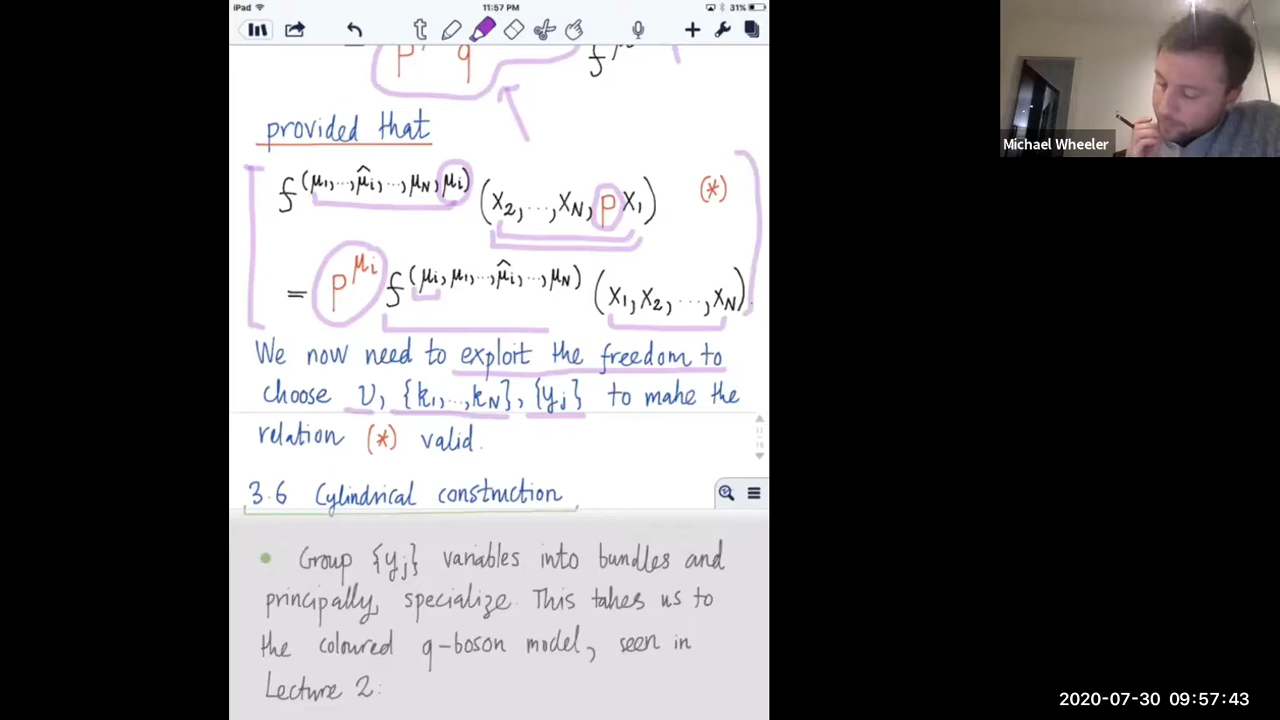 iPad
11:57 PM
31%
provided that
f^(μ1,...,μ̂i,...,μN,μi) (x2,...,xN, p x1) (*)
= p^μi f^(μi,μ1,...,μ̂i,...,μN) (x1,x2,...,xN).
We now need to exploit the freedom to
choose ν, {k1,...,kN}, {yj} to make the
relation (*) valid.
3.6 Cylindrical construction
• Group {yj} variables into bundles and
principally specialize. This takes us to
the coloured q-boson model, seen in
Lecture 2:
Michael Wheeler
2020-07-30 09:57:43